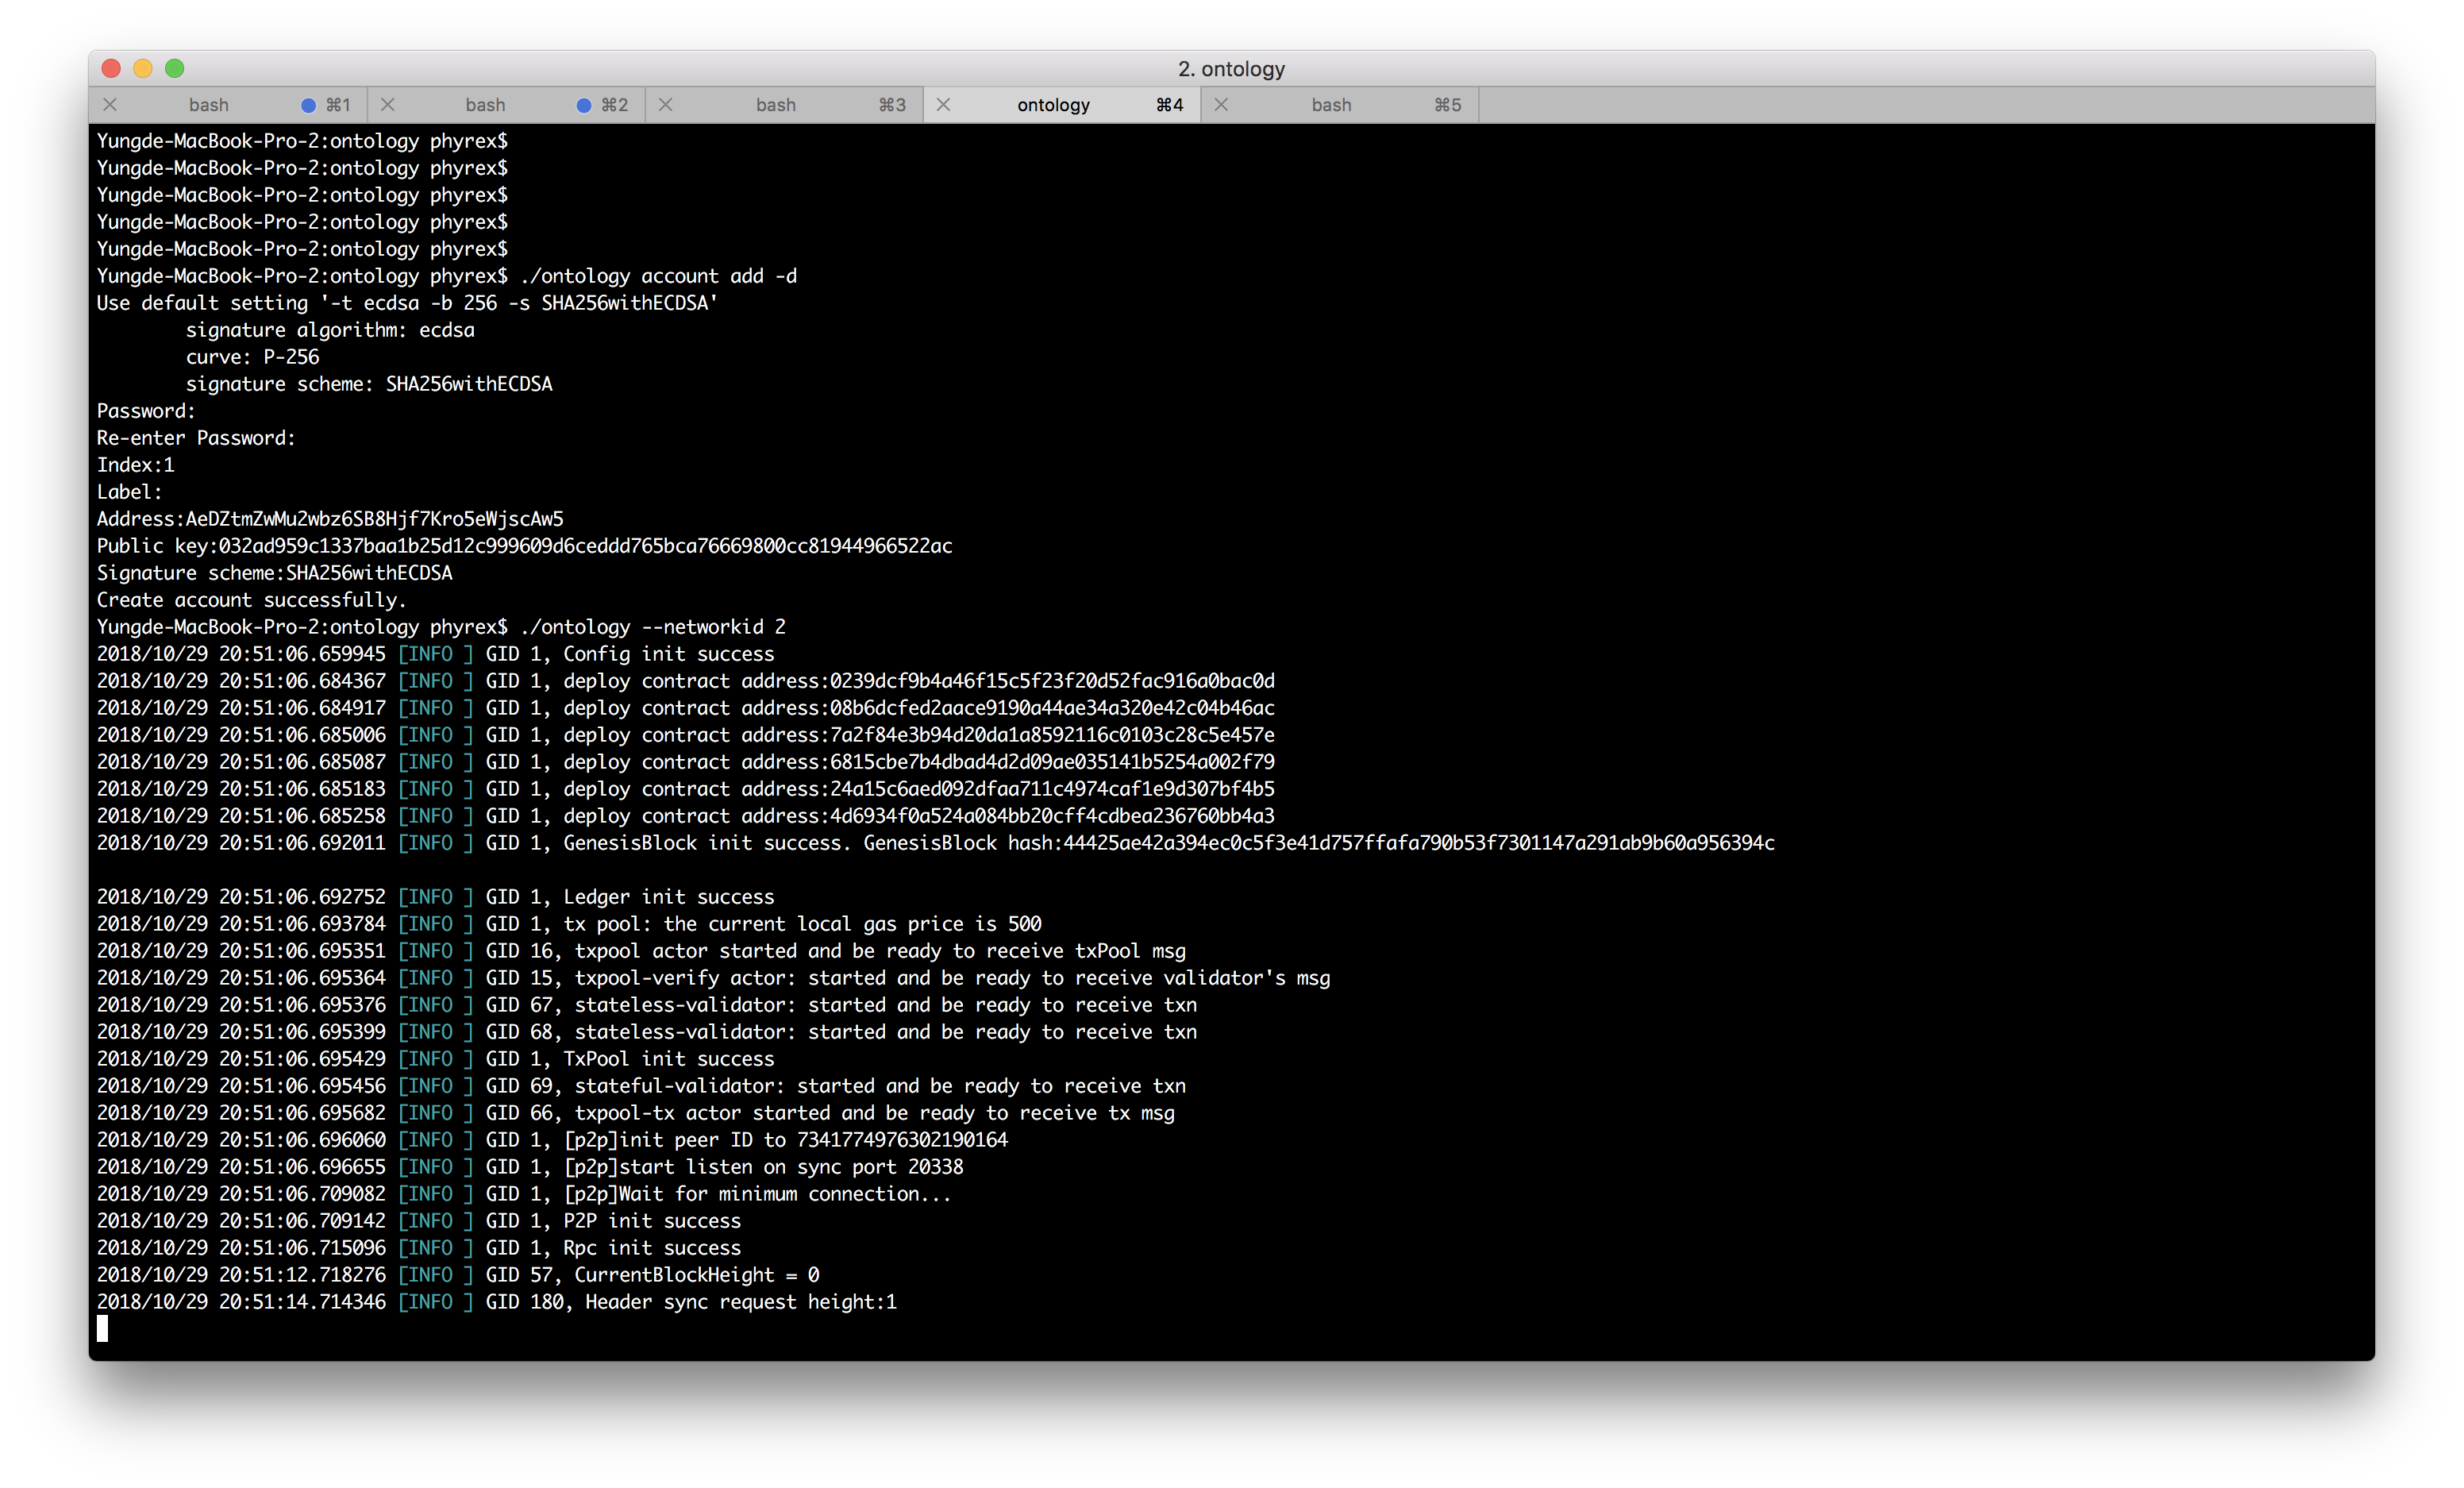 2. ontology
bash ⌘1 bash ⌘2 bash ⌘3 ontology ⌘4 bash ⌘5
Yungde-MacBook-Pro-2:ontology phyrex$
Yungde-MacBook-Pro-2:ontology phyrex$
Yungde-MacBook-Pro-2:ontology phyrex$
Yungde-MacBook-Pro-2:ontology phyrex$
Yungde-MacBook-Pro-2:ontology phyrex$
Yungde-MacBook-Pro-2:ontology phyrex$ ./ontology account add -d
Use default setting '-t ecdsa -b 256 -s SHA256withECDSA'
signature algorithm: ecdsa
curve: P-256
signature scheme: SHA256withECDSA
Password:
Re-enter Password:
Index:1
Label:
Address:AeDZtmZwMu2wbz6SB8Hjf7Kro5eWjscAw5
Public key:032ad959c1337baa1b25d12c999609d6ceddd765bca76669800cc81944966522ac
Signature scheme:SHA256withECDSA
Create account successfully.
Yungde-MacBook-Pro-2:ontology phyrex$ ./ontology --networkid 2
2018/10/29 20:51:06.659945 [INFO ] GID 1, Config init success
2018/10/29 20:51:06.684367 [INFO ] GID 1, deploy contract address:0239dcf9b4a46f15c5f23f20d52fac916a0bac0d
2018/10/29 20:51:06.684917 [INFO ] GID 1, deploy contract address:08b6dcfed2aace9190a44ae34a320e42c04b46ac
2018/10/29 20:51:06.685006 [INFO ] GID 1, deploy contract address:7a2f84e3b94d20da1a8592116c0103c28c5e457e
2018/10/29 20:51:06.685087 [INFO ] GID 1, deploy contract address:6815cbe7b4dbad4d2d09ae035141b5254a002f79
2018/10/29 20:51:06.685183 [INFO ] GID 1, deploy contract address:24a15c6aed092dfaa711c4974caf1e9d307bf4b5
2018/10/29 20:51:06.685258 [INFO ] GID 1, deploy contract address:4d6934f0a524a084bb20cff4cdbea236760bb4a3
2018/10/29 20:51:06.692011 [INFO ] GID 1, GenesisBlock init success. GenesisBlock hash:44425ae42a394ec0c5f3e41d757ffafa790b53f7301147a291ab9b60a956394c
2018/10/29 20:51:06.692752 [INFO ] GID 1, Ledger init success
2018/10/29 20:51:06.693784 [INFO ] GID 1, tx pool: the current local gas price is 500
2018/10/29 20:51:06.695351 [INFO ] GID 16, txpool actor started and be ready to receive txPool msg
2018/10/29 20:51:06.695364 [INFO ] GID 15, txpool-verify actor: started and be ready to receive validator's msg
2018/10/29 20:51:06.695376 [INFO ] GID 67, stateless-validator: started and be ready to receive txn
2018/10/29 20:51:06.695399 [INFO ] GID 68, stateless-validator: started and be ready to receive txn
2018/10/29 20:51:06.695429 [INFO ] GID 1, TxPool init success
2018/10/29 20:51:06.695456 [INFO ] GID 69, stateful-validator: started and be ready to receive txn
2018/10/29 20:51:06.695682 [INFO ] GID 66, txpool-tx actor started and be ready to receive tx msg
2018/10/29 20:51:06.696060 [INFO ] GID 1, [p2p]init peer ID to 7341774976302190164
2018/10/29 20:51:06.696655 [INFO ] GID 1, [p2p]start listen on sync port 20338
2018/10/29 20:51:06.709082 [INFO ] GID 1, [p2p]Wait for minimum connection...
2018/10/29 20:51:06.709142 [INFO ] GID 1, P2P init success
2018/10/29 20:51:06.715096 [INFO ] GID 1, Rpc init success
2018/10/29 20:51:12.718276 [INFO ] GID 57, CurrentBlockHeight = 0
2018/10/29 20:51:14.714346 [INFO ] GID 180, Header sync request height:1